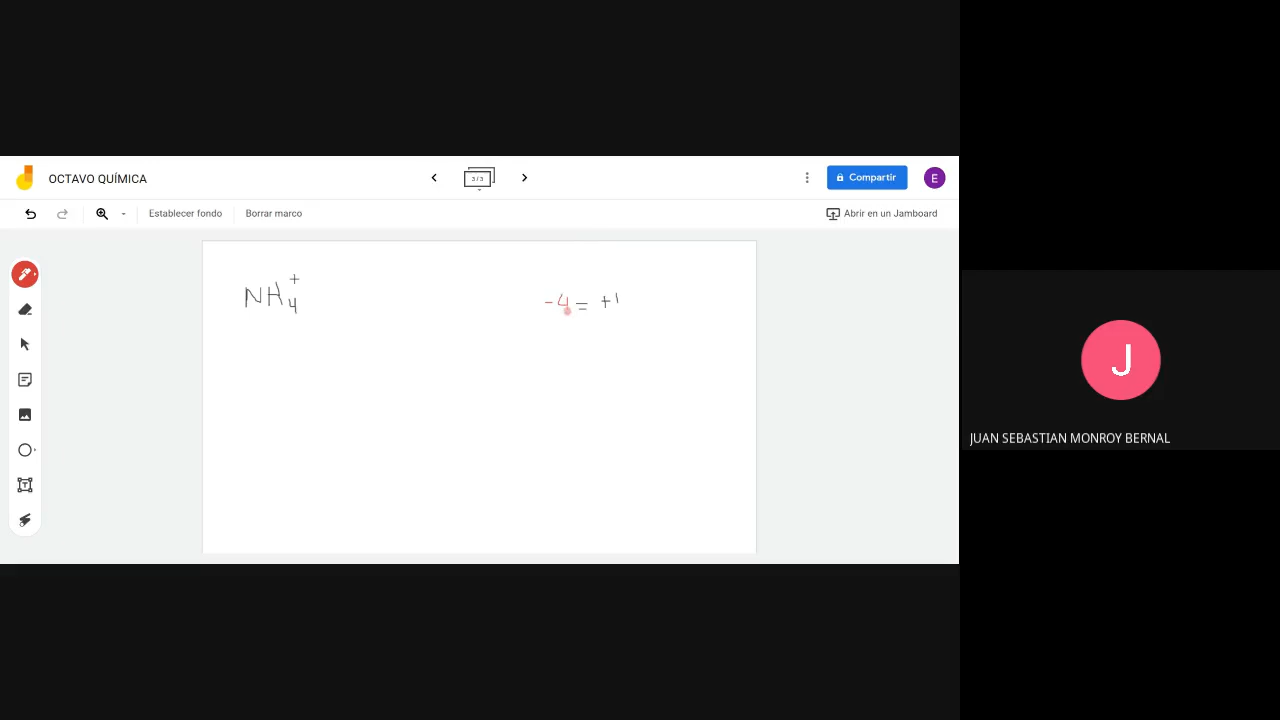 OCTAVO QUÍMICA
3 / 3
Compartir
E
Establecer fondo
Borrar marco
Abrir en un Jamboard
NH₄⁺
-4 = +1
J
JUAN SEBASTIAN MONROY BERNAL